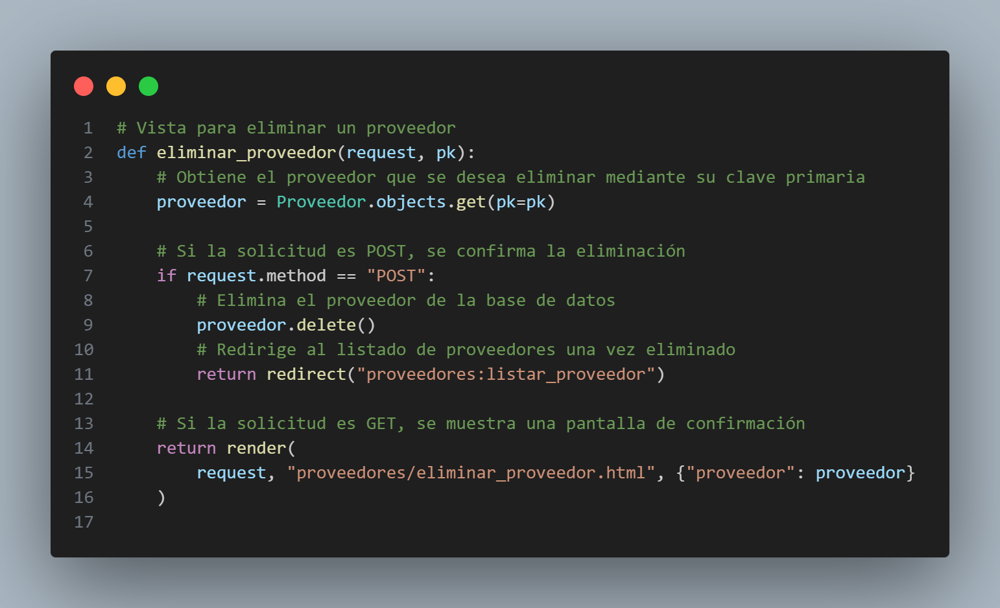 1 # Vista para eliminar un proveedor
2 def eliminar_proveedor(request, pk):
3     # Obtiene el proveedor que se desea eliminar mediante su clave primaria
4     proveedor = Proveedor.objects.get(pk=pk)
5
6     # Si la solicitud es POST, se confirma la eliminación
7     if request.method == "POST":
8         # Elimina el proveedor de la base de datos
9         proveedor.delete()
10         # Redirige al listado de proveedores una vez eliminado
11         return redirect("proveedores:listar_proveedor")
12
13     # Si la solicitud es GET, se muestra una pantalla de confirmación
14     return render(
15         request, "proveedores/eliminar_proveedor.html", {"proveedor": proveedor}
16     )
17